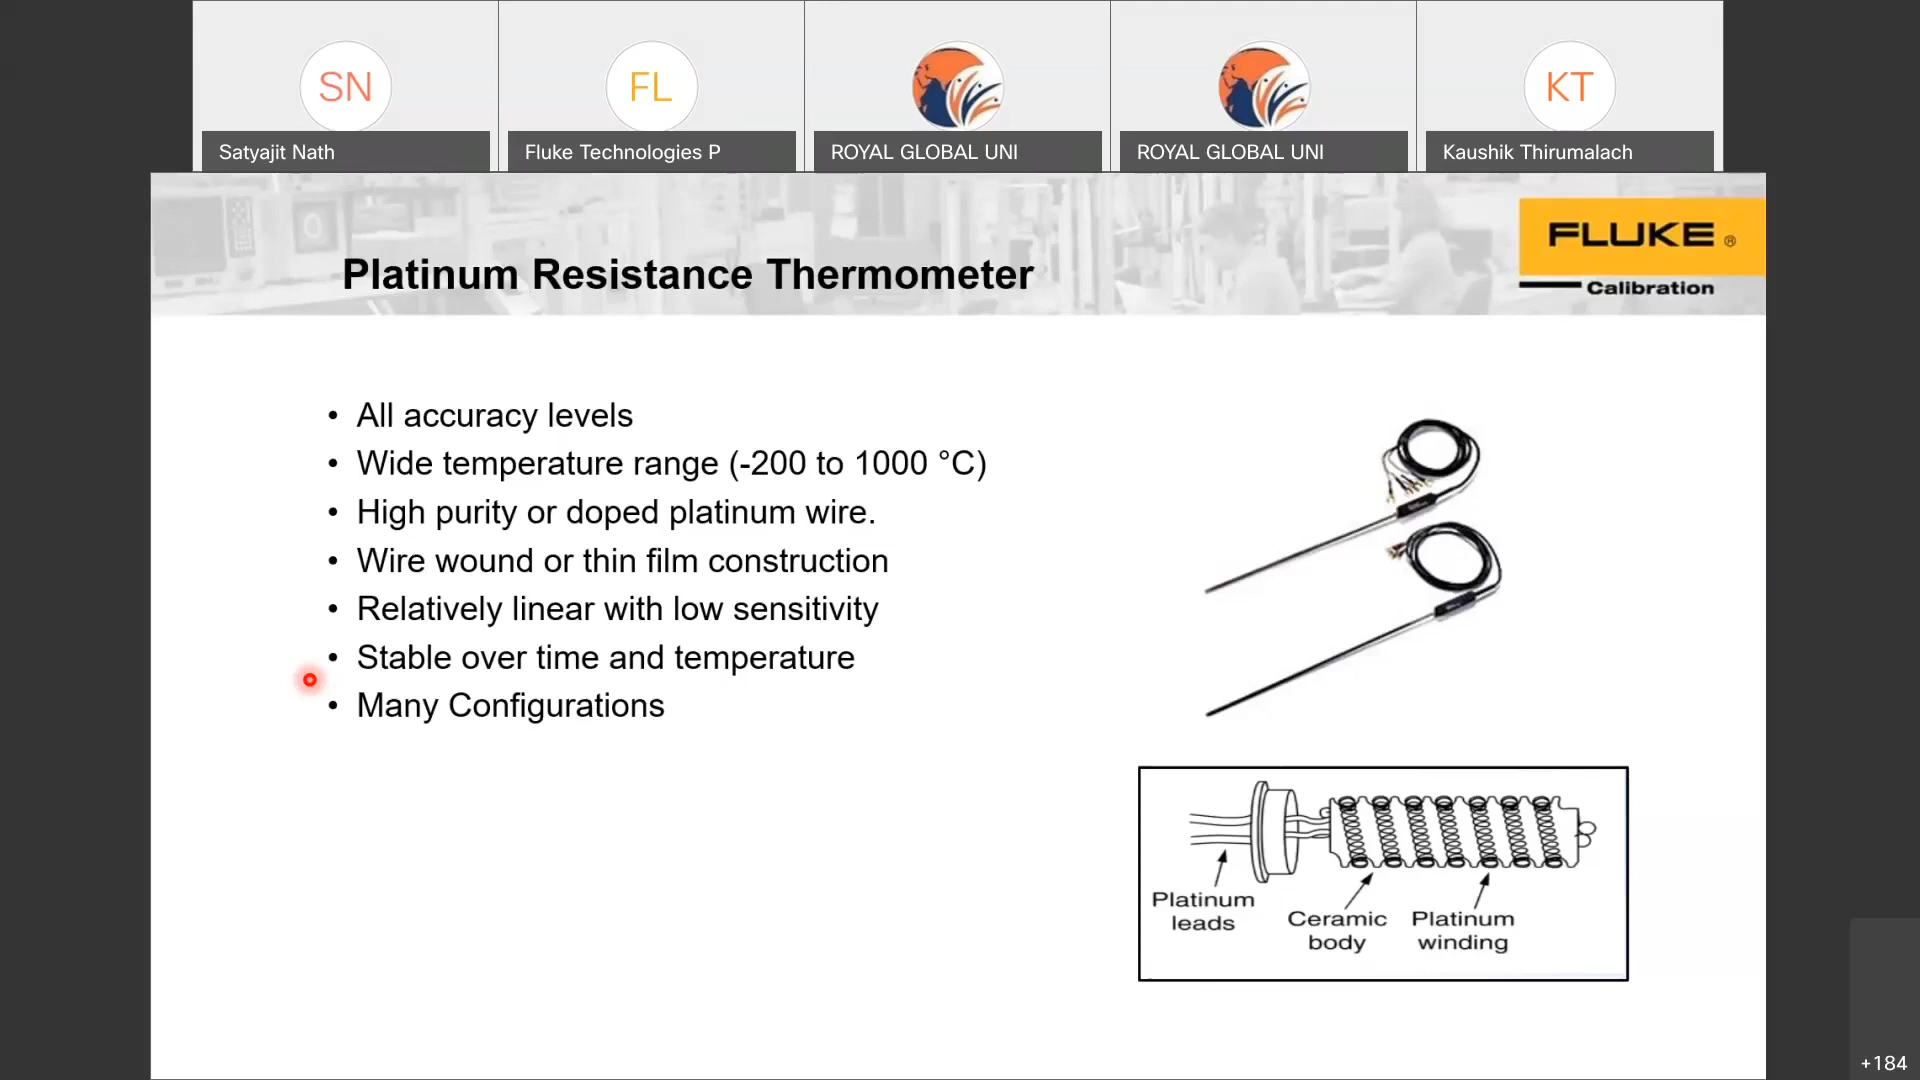 SN
FL
KT
Satyajit Nath
Fluke Technologies P
ROYAL GLOBAL UNI
ROYAL GLOBAL UNI
Kaushik Thirumalach
Platinum Resistance Thermometer
FLUKE ®
Calibration
• All accuracy levels
• Wide temperature range (-200 to 1000 °C)
• High purity or doped platinum wire.
• Wire wound or thin film construction
• Relatively linear with low sensitivity
• Stable over time and temperature
• Many Configurations
Platinum
leads
Ceramic
body
Platinum
winding
+184